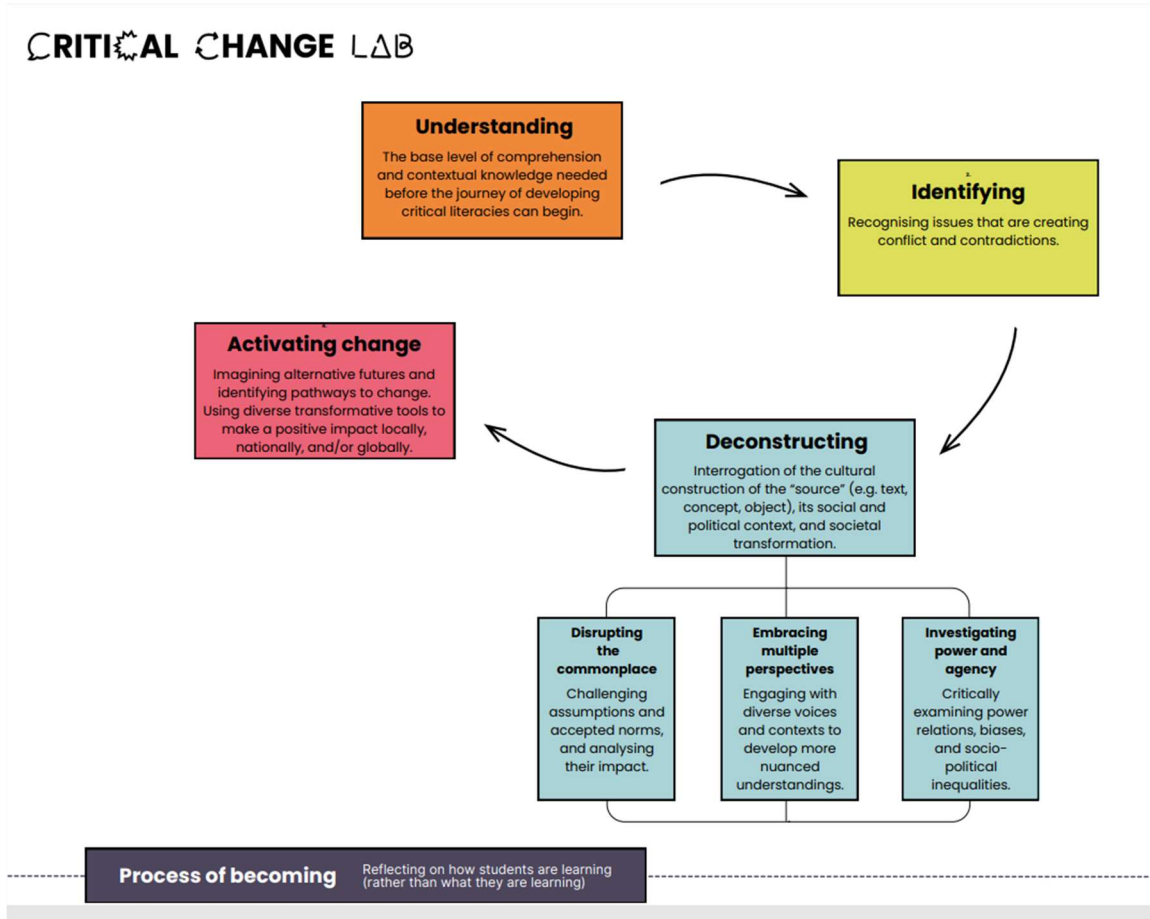 CRITICAL CHANGE LAB
Understanding
The base level of comprehension
and contextual knowledge needed
before the journey of developing
critical literacies can begin.
2.
Identifying
Recognising issues that are creating
conflict and contradictions.
Activating change
Imagining alternative futures and
identifying pathways to change.
Using diverse transformative tools to
make a positive impact locally,
nationally, and/or globally.
Deconstructing
Interrogation of the cultural
construction of the “source” (e.g. text,
concept, object), its social and
political context, and societal
transformation.
Disrupting
the
commonplace
Challenging
assumptions and
accepted norms,
and analysing
their impact.
Embracing
multiple
perspectives
Engaging with
diverse voices
and contexts to
develop more
nuanced
understandings.
Investigating
power and
agency
Critically
examining power
relations, biases,
and socio-
political
inequalities.
Process of becoming
Reflecting on how students are learning
(rather than what they are learning)